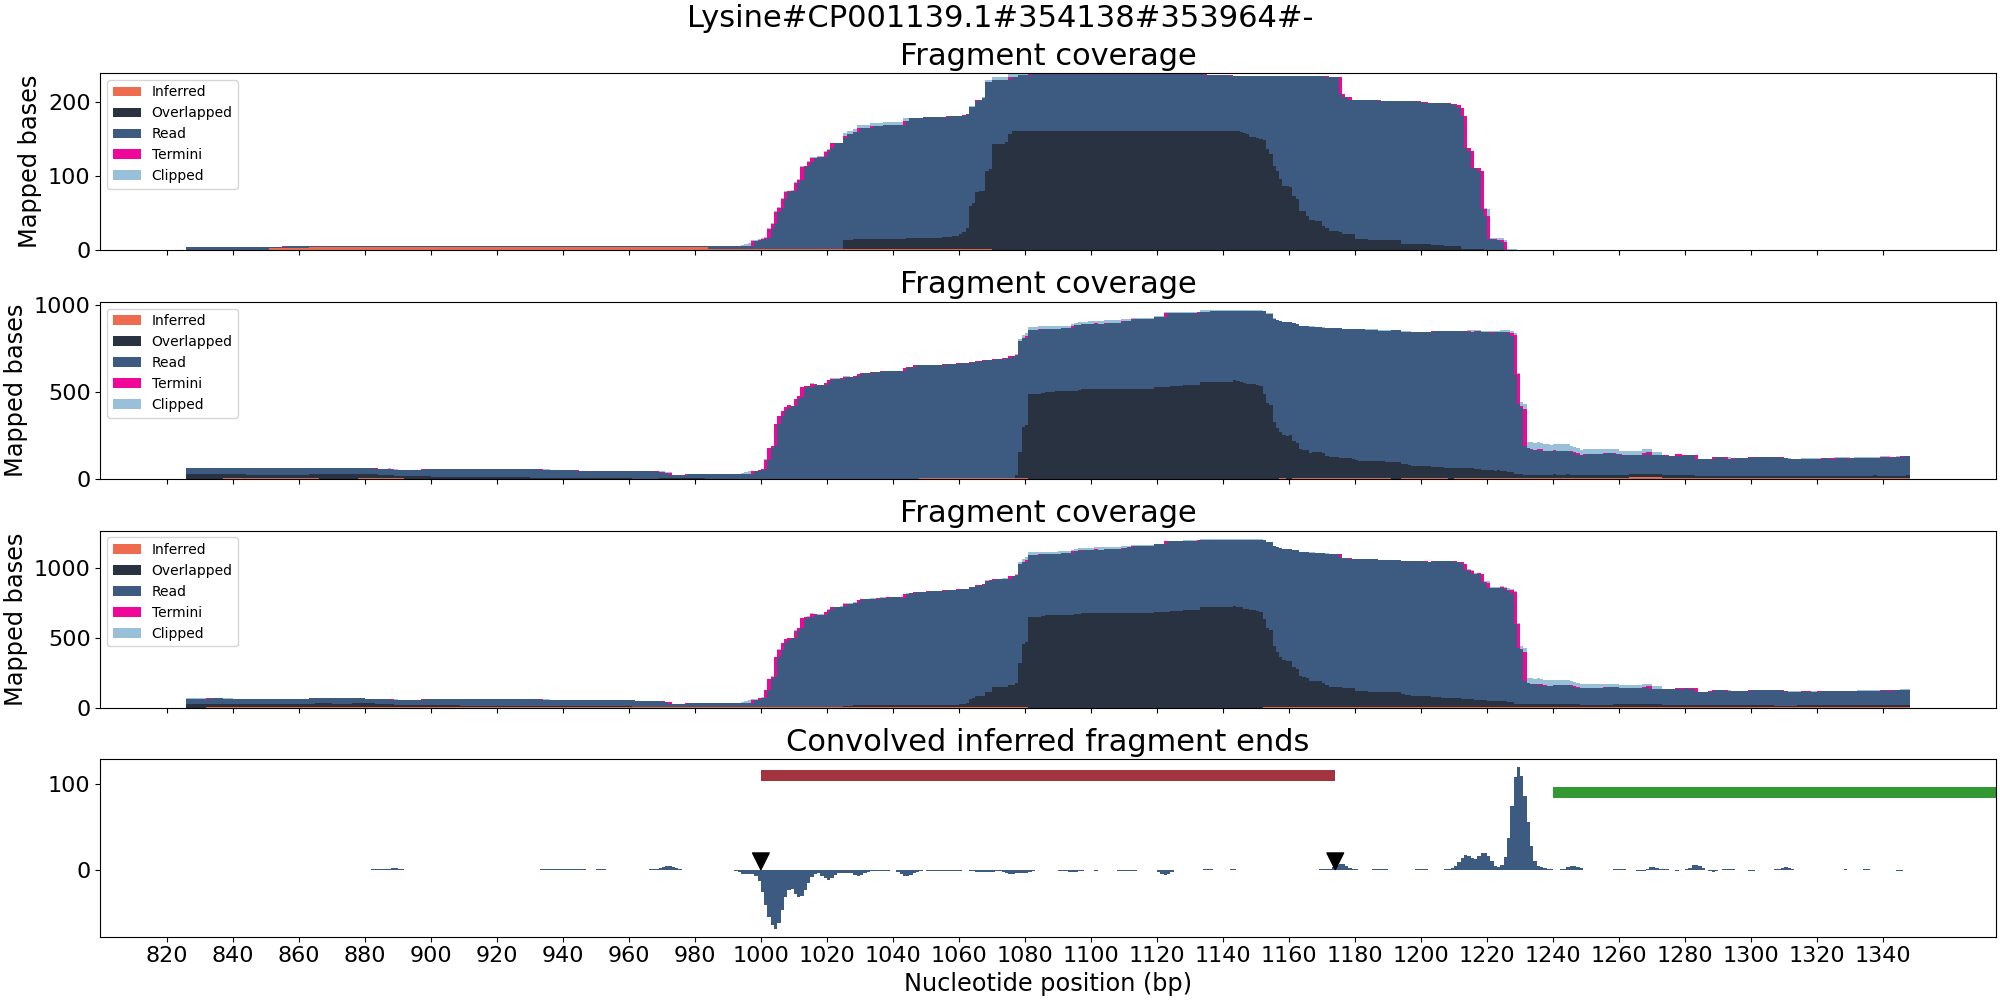 Lysine#CP001139.1#354138#353964#-
Fragment coverage
Mapped bases
200
100
0
Inferred
Overlapped
Read
Termini
Clipped
Fragment coverage
Mapped bases
1000
500
0
Inferred
Overlapped
Read
Termini
Clipped
Fragment coverage
Mapped bases
1000
500
0
Inferred
Overlapped
Read
Termini
Clipped
Convolved inferred fragment ends
100
0
820 840 860 880 900 920 940 960 980 1000 1020 1040 1060 1080 1100 1120 1140 1160 1180 1200 1220 1240 1260 1280 1300 1320 1340
Nucleotide position (bp)